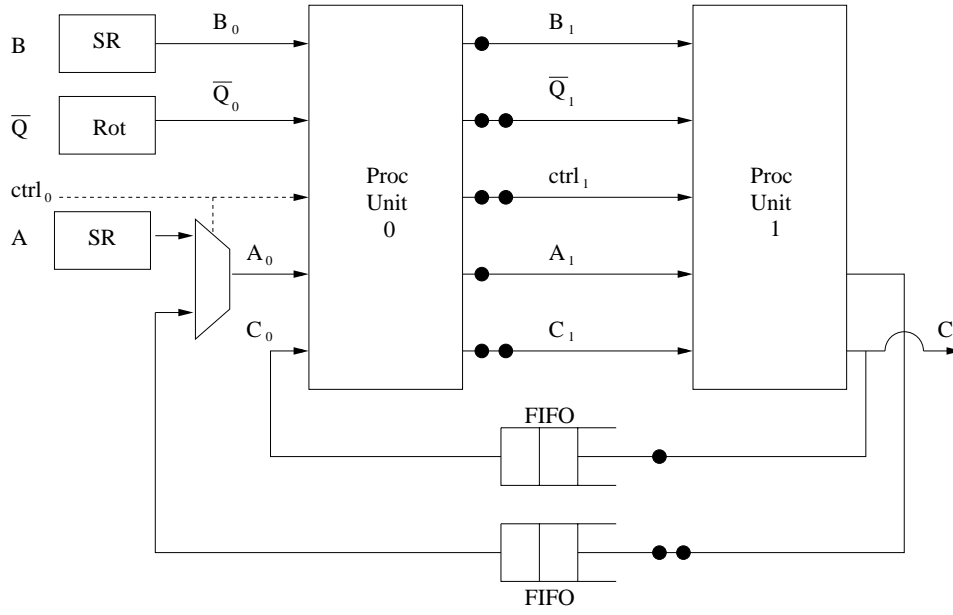 B
SR
B₀
B₁
Q̅
Rot
Q̅₀
Q̅₁
ctrl₀
Proc
Unit
0
ctrl₁
Proc
Unit
1
A
SR
A₀
A₁
C₀
C₁
C
FIFO
FIFO